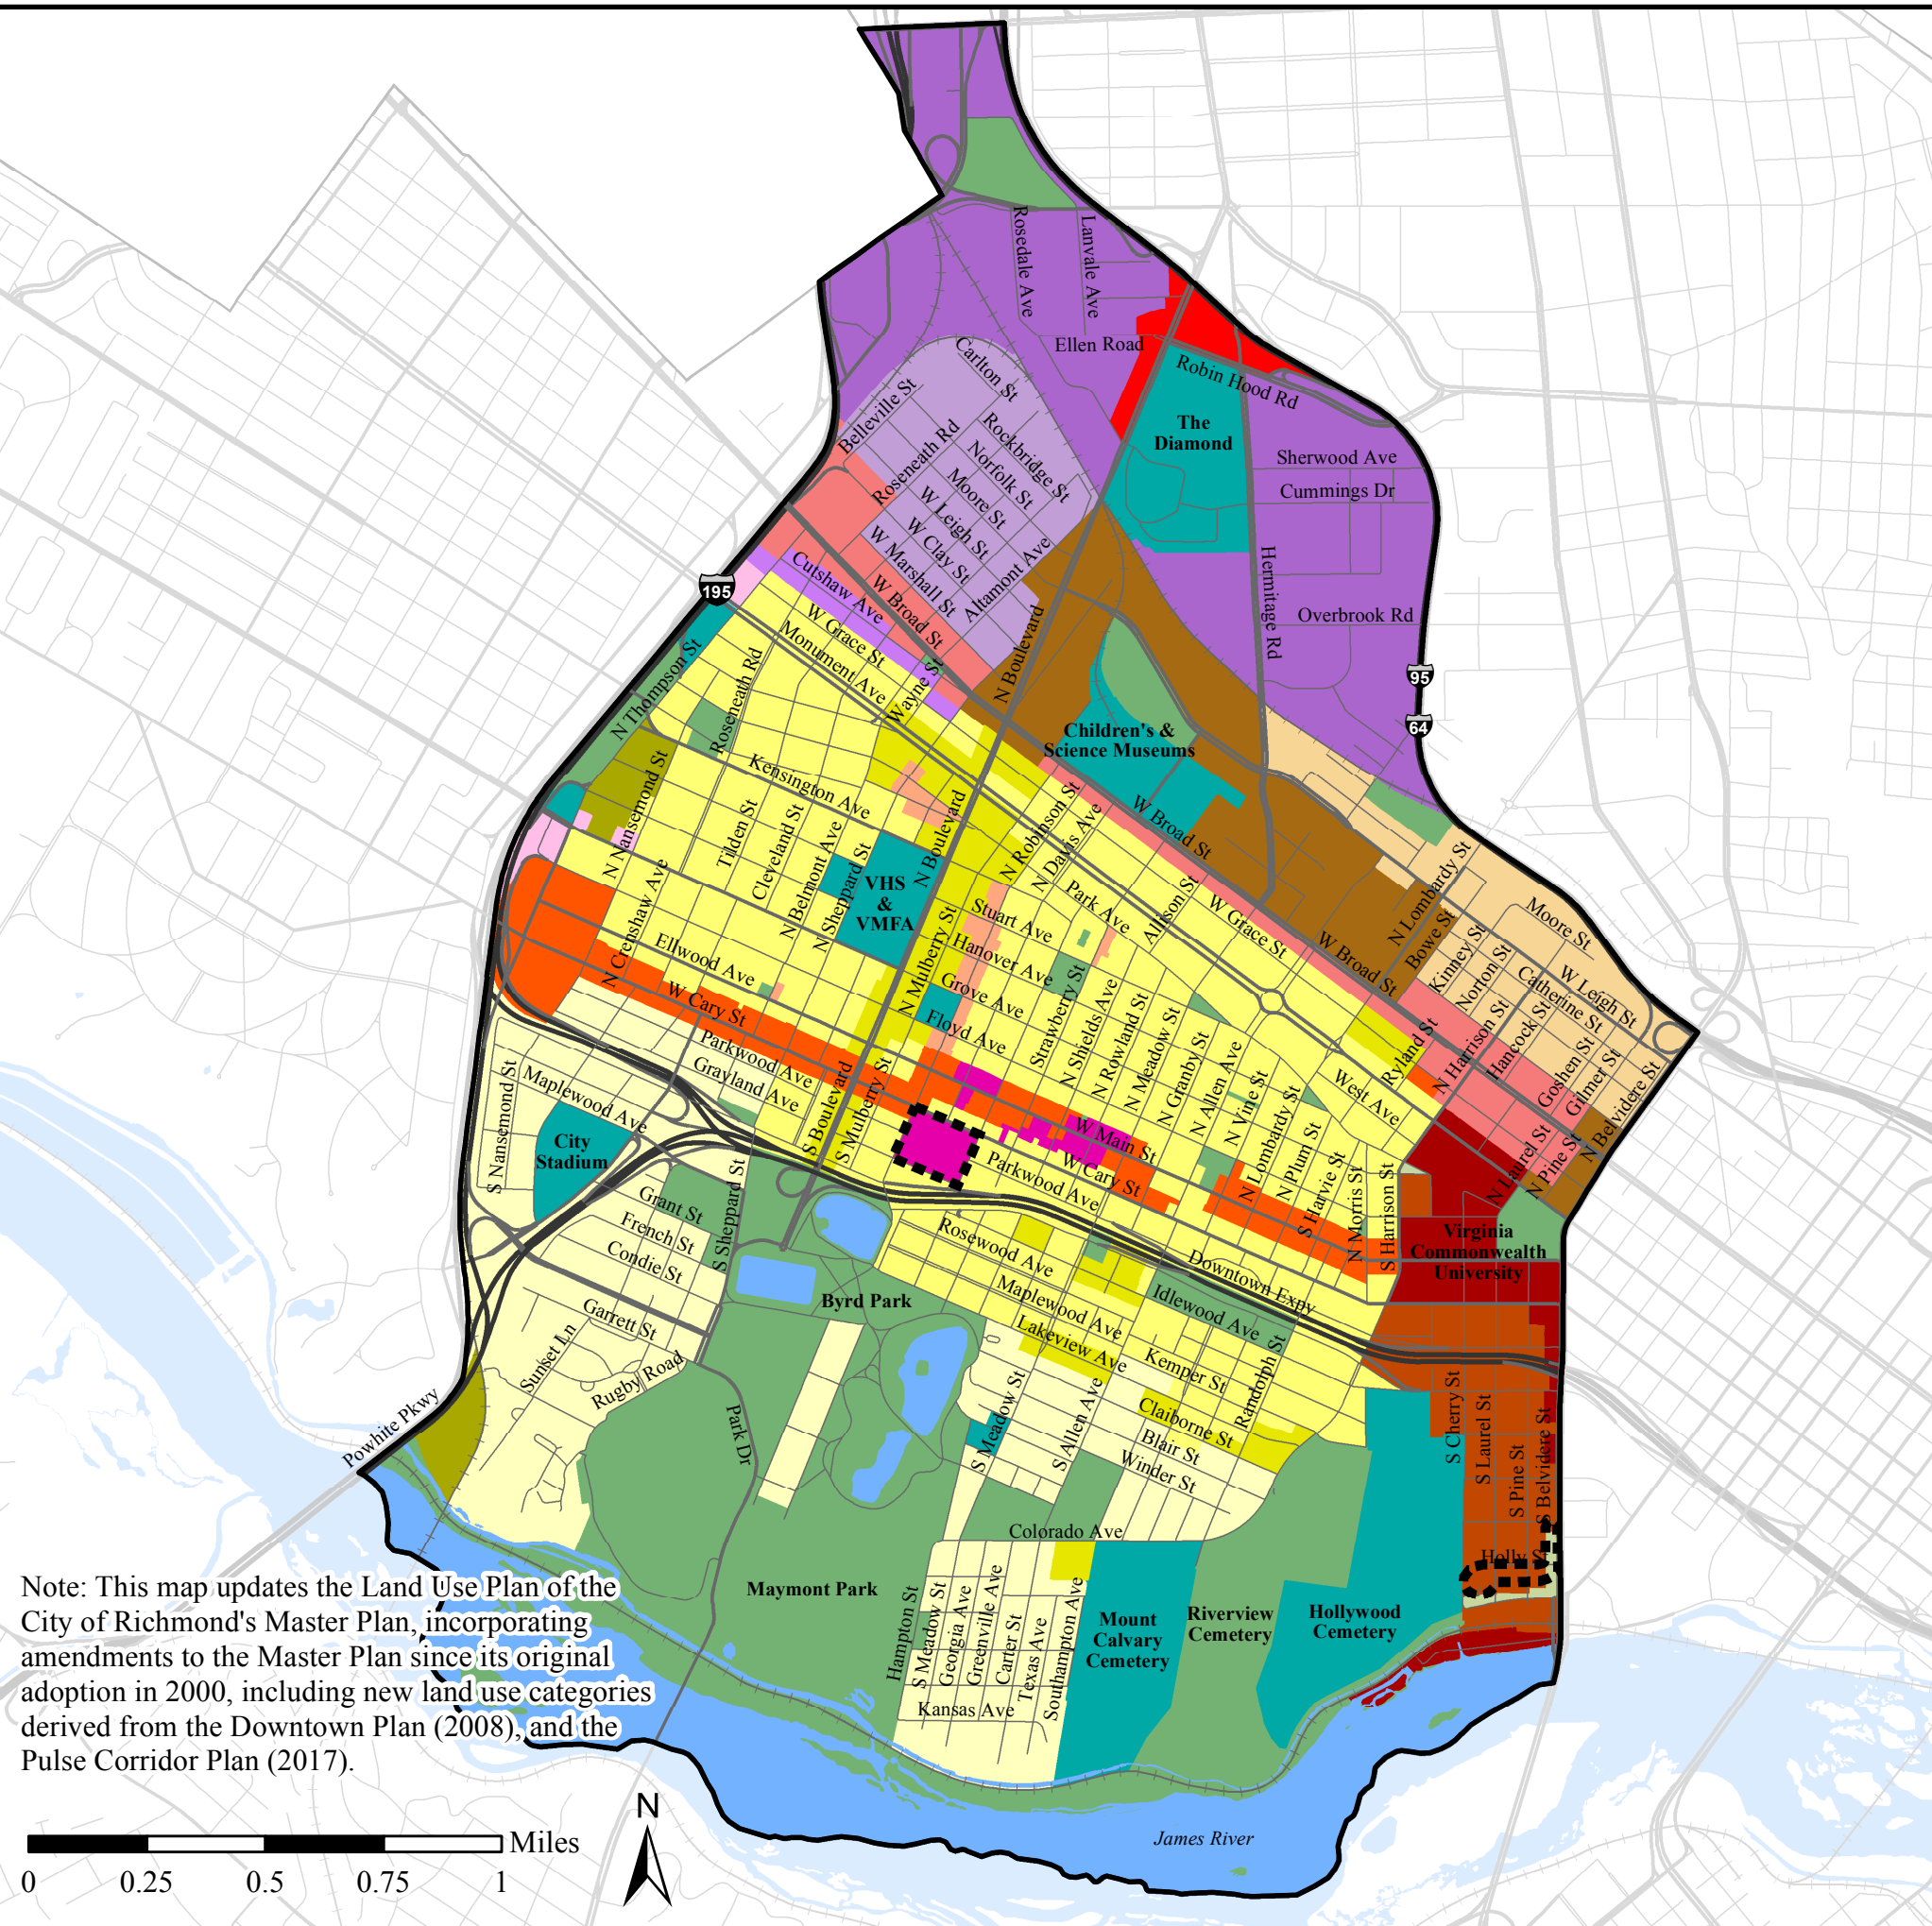 Rosedale Ave
Lanvale Ave
Ellen Road
Robin Hood Rd
Carlton St
Belleville St
The
Diamond
Roseneath Rd
Rockbridge St
Norfolk St
Moore St
W Leigh St
W Clay St
W Marshall St
Sherwood Ave
Cummings Dr
Altamont Ave
Hermitage Rd
Overbrook Rd
195
Cutshaw Ave
W Broad St
W Grace St
Monument Ave
Wayne St
N Boulevard
95
64
N Thompson St
Roseneath Rd
Children's &
Science Museums
N Nansemond St
Kensington Ave
Tilden St
Cleveland St
N Belmont Ave
N Sheppard St
VHS
&
VMFA
N Boulevard
N Robinson St
N Davis Ave
W Broad St
Park Ave
Allison St
W Grace St
W Broad St
N Lombardy St
Bowe St
Kinney St
Norton St
Moore St
W Leigh St
Catherine St
N Crenshaw Ave
Ellwood Ave
W Cary St
N Mulberry St
Stuart Ave
Hanover Ave
Grove Ave
Floyd Ave
Strawberry St
N Shields Ave
N Rowland St
N Meadow St
N Granby St
N Allen Ave
N Vine St
N Lombardy St
N Plum St
S Harvie St
N Morris St
S Harrison St
West Ave
Ryland St
N Harrison St
Hancock St
Goshen St
Gilmer St
N Belvidere St
N Laurel St
N Pine St
Parkwood Ave
Grayland Ave
Maplewood Ave
S Nansemond St
City
Stadium
S Boulevard
S Mulberry St
W Main St
W Cary St
Parkwood Ave
Virginia
Commonwealth
University
Grant St
French St
Condie St
S Sheppard St
Garrett St
Sunset Ln
Rugby Road
Byrd Park
Rosewood Ave
Maplewood Ave
Lakeview Ave
Downtown Expy
Idlewood Ave
Kemper St
Randolph St
Claiborne St
Blair St
Winder St
Powhite Pkwy
Park Dr
S Meadow St
S Allen Ave
S Cherry St
S Laurel St
S Pine St
S Belvidere St
Holly St
Colorado Ave
Maymont Park
Hampton St
S Meadow St
Georgia Ave
Greenville Ave
Carter St
Texas Ave
Southampton Ave
Kansas Ave
Mount
Calvary
Cemetery
Riverview
Cemetery
Hollywood
Cemetery
Note: This map updates the Land Use Plan of the
City of Richmond's Master Plan, incorporating
amendments to the Master Plan since its original
adoption in 2000, including new land use categories
derived from the Downtown Plan (2008), and the
Pulse Corridor Plan (2017).
N
Miles
0 0.25 0.5 0.75 1
James River